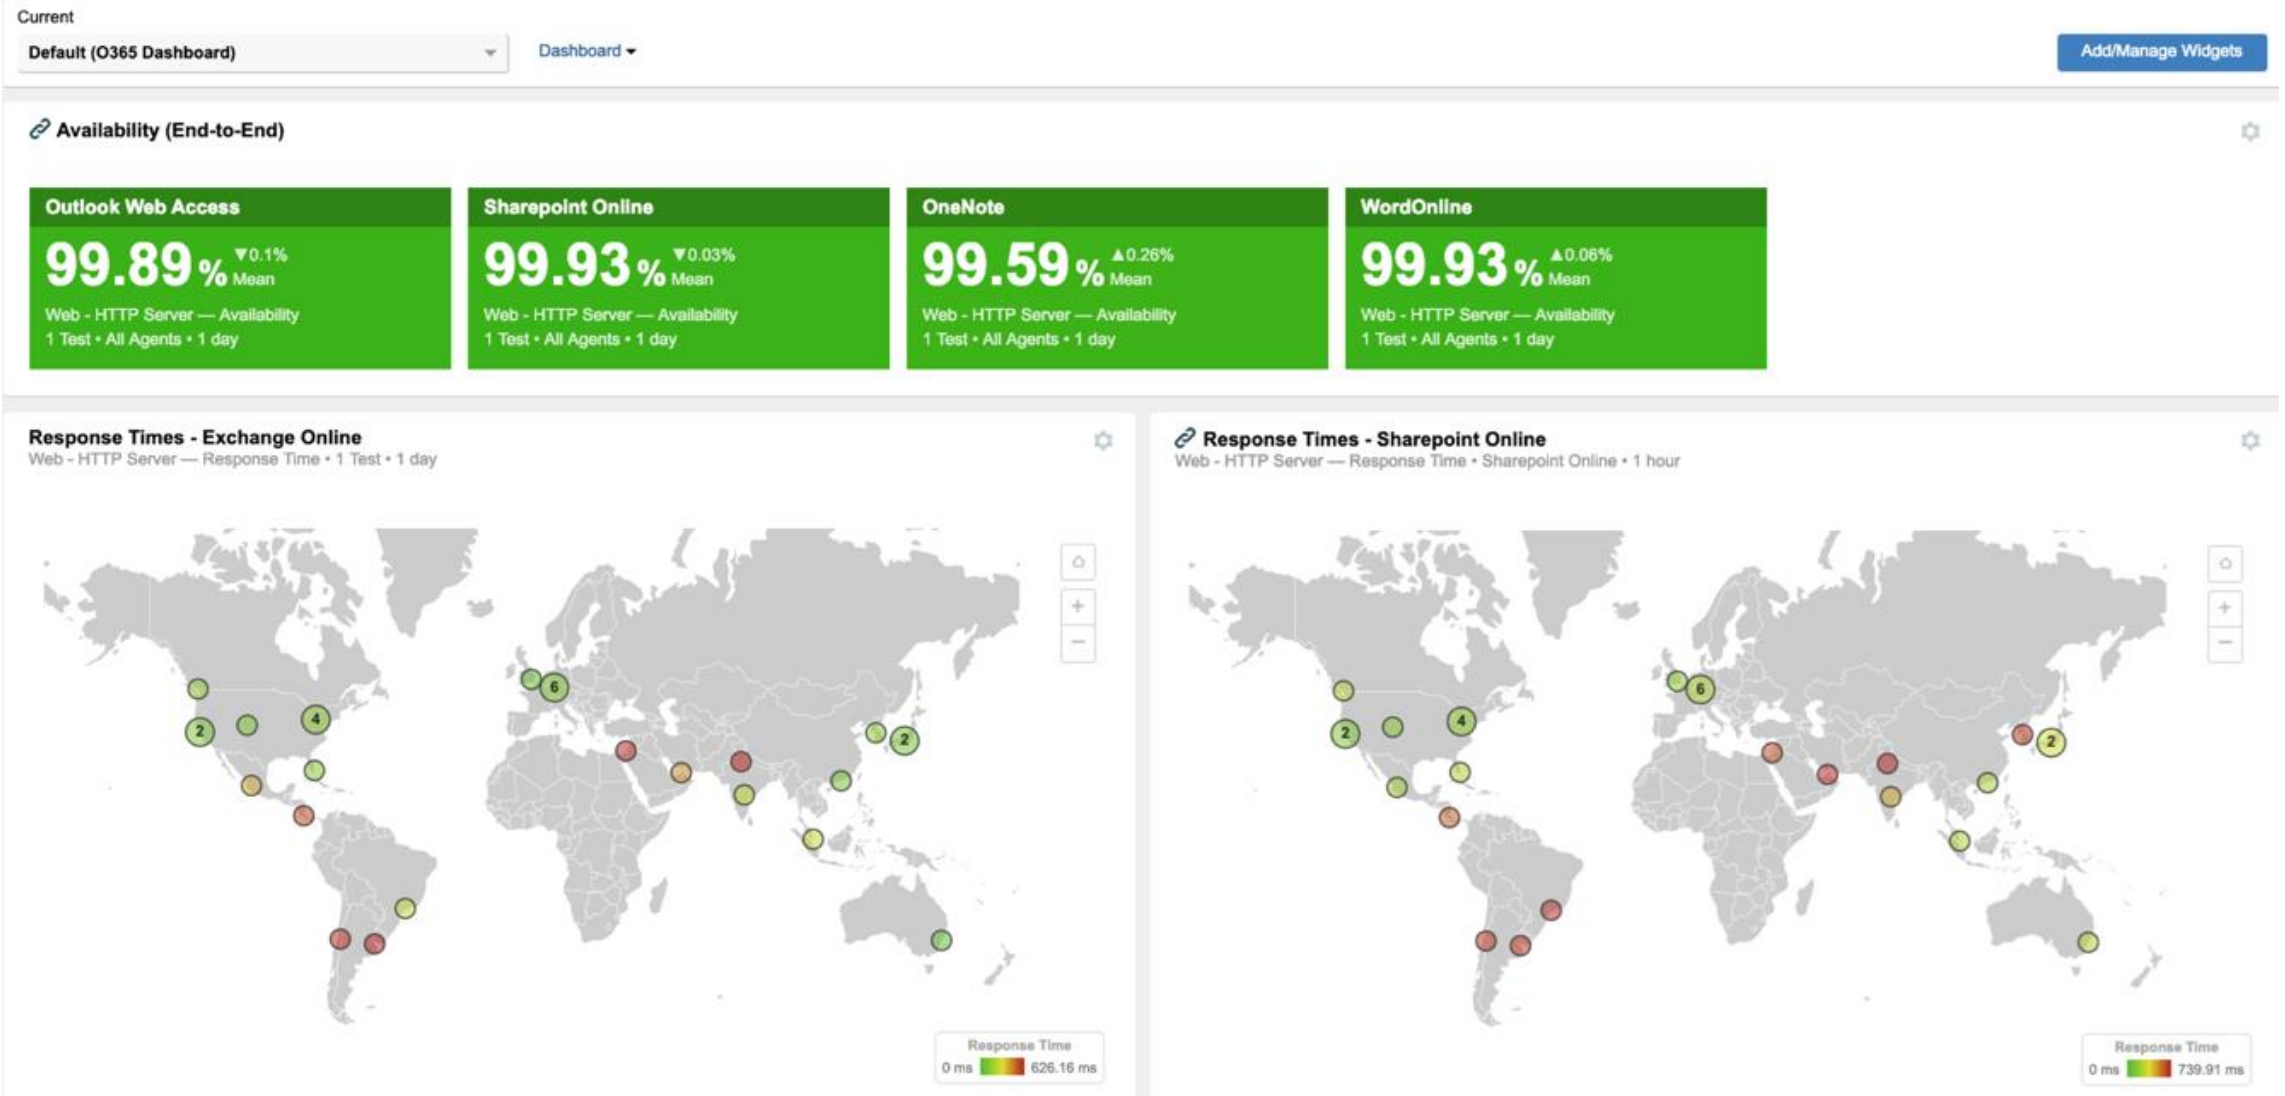 Current
Default (O365 Dashboard)
Dashboard
Add/Manage Widgets
Availability (End-to-End)
Outlook Web Access
99.89 % ▼0.1%
Mean
Web - HTTP Server — Availability
1 Test • All Agents • 1 day
Sharepoint Online
99.93 % ▼0.03%
Mean
Web - HTTP Server — Availability
1 Test • All Agents • 1 day
OneNote
99.59 % ▲0.26%
Mean
Web - HTTP Server — Availability
1 Test • All Agents • 1 day
WordOnline
99.93 % ▲0.06%
Mean
Web - HTTP Server — Availability
1 Test • All Agents • 1 day
Response Times - Exchange Online
Web - HTTP Server — Response Time • 1 Test • 1 day
+
−
6
4
2
2
Response Time
0 ms 626.16 ms
Response Times - Sharepoint Online
Web - HTTP Server — Response Time • Sharepoint Online • 1 hour
+
−
6
4
2
2
Response Time
0 ms 739.91 ms